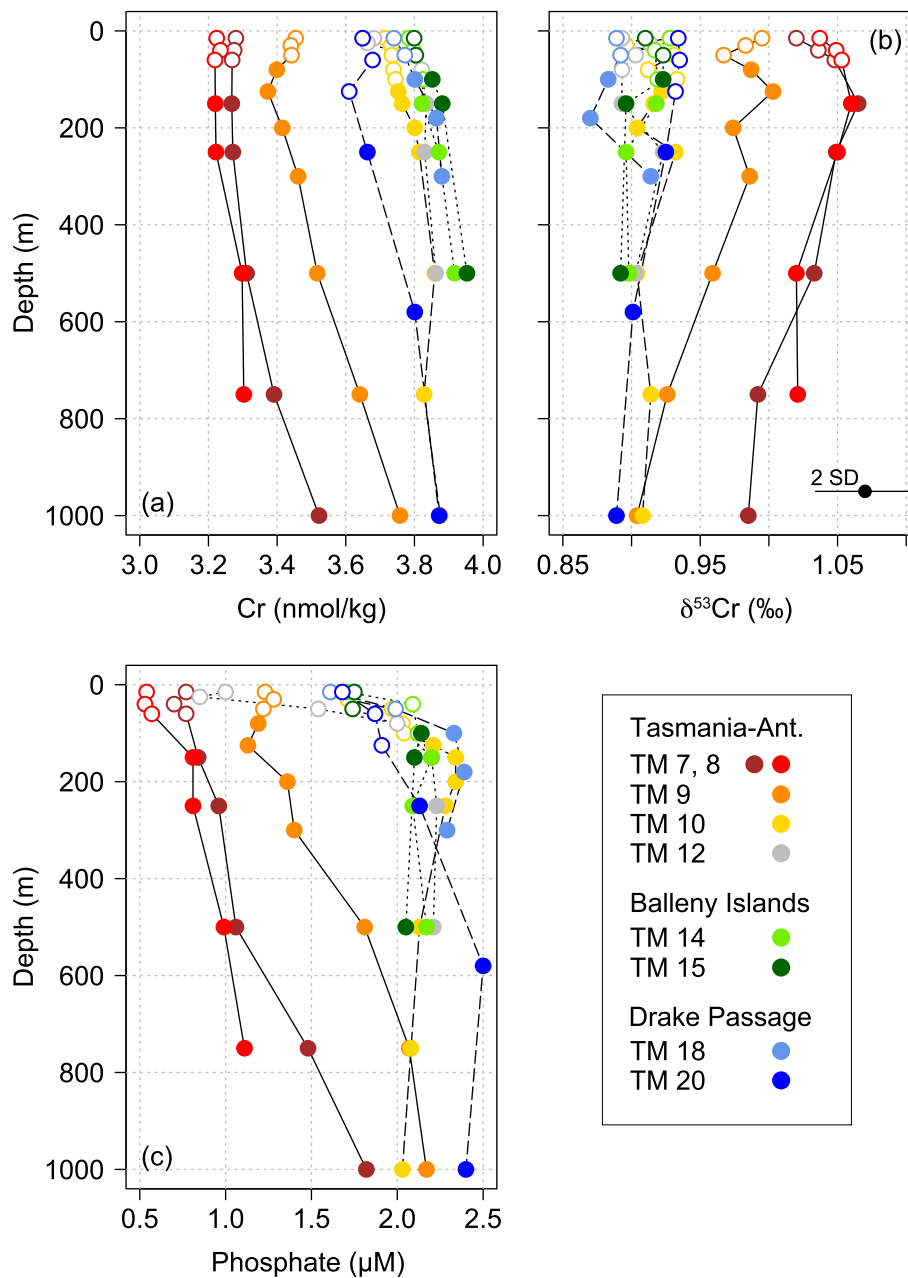 (a)
0
200
400
600
800
1000
Depth (m)
3.0 3.2 3.4 3.6 3.8 4.0
Cr (nmol/kg)
(b)
2 SD
0.85 0.95 1.05
δ⁵³Cr (‰)
(c)
0
200
400
600
800
1000
Depth (m)
0.5 1.0 1.5 2.0 2.5
Phosphate (µM)
Tasmania-Ant.
TM 7, 8
TM 9
TM 10
TM 12
Balleny Islands
TM 14
TM 15
Drake Passage
TM 18
TM 20